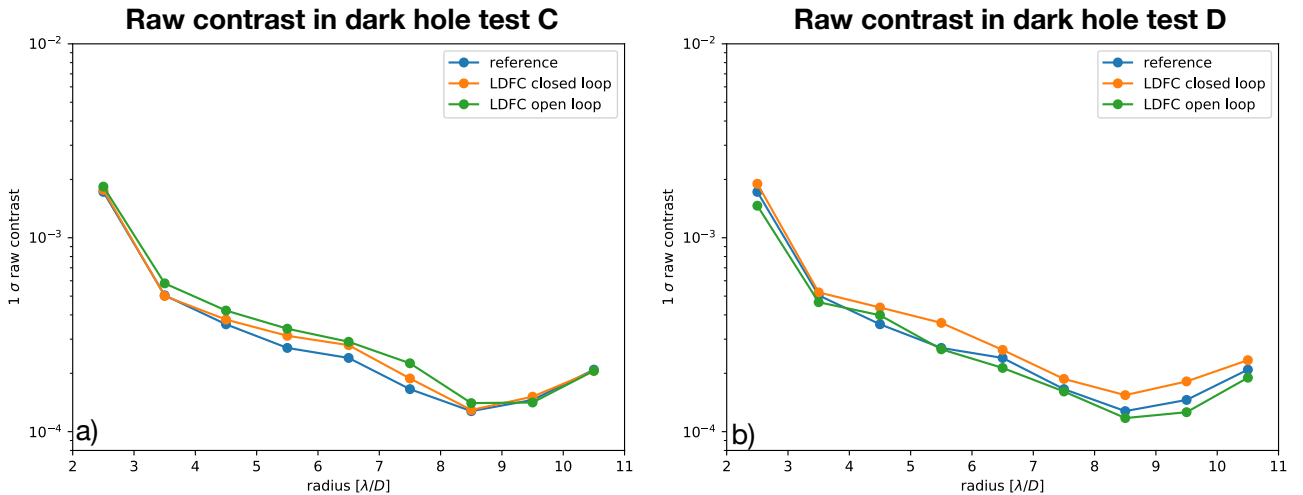 Raw contrast in dark hole test C
10⁻²
10⁻³
10⁻⁴
1 σ raw contrast
reference
LDFC closed loop
LDFC open loop
a)
2 3 4 5 6 7 8 9 10 11
radius [λ/D]
Raw contrast in dark hole test D
10⁻²
10⁻³
10⁻⁴
1 σ raw contrast
reference
LDFC closed loop
LDFC open loop
b)
2 3 4 5 6 7 8 9 10 11
radius [λ/D]